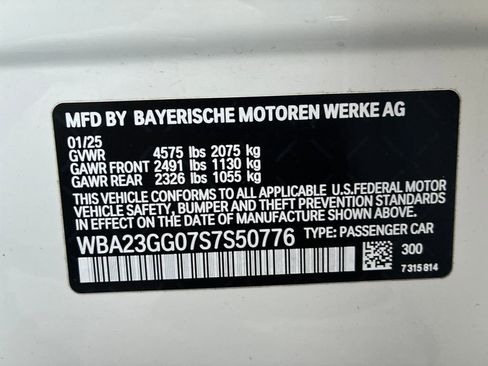 MFD BY BAYERISCHE MOTOREN WERKE AG
01/25
GVWR 4575 lbs 2075 kg
GAWR FRONT 2491 lbs 1130 kg
GAWR REAR 2326 lbs 1055 kg
THIS VEHICLE CONFORMS TO ALL APPLICABLE U.S.FEDERAL MOTOR
VEHICLE SAFETY, BUMPER, AND THEFT PREVENTION STANDARDS
IN EFFECT ON THE DATE OF MANUFACTURE SHOWN ABOVE.
WBA23GG07S7S50776 TYPE: PASSENGER CAR
300
7315814